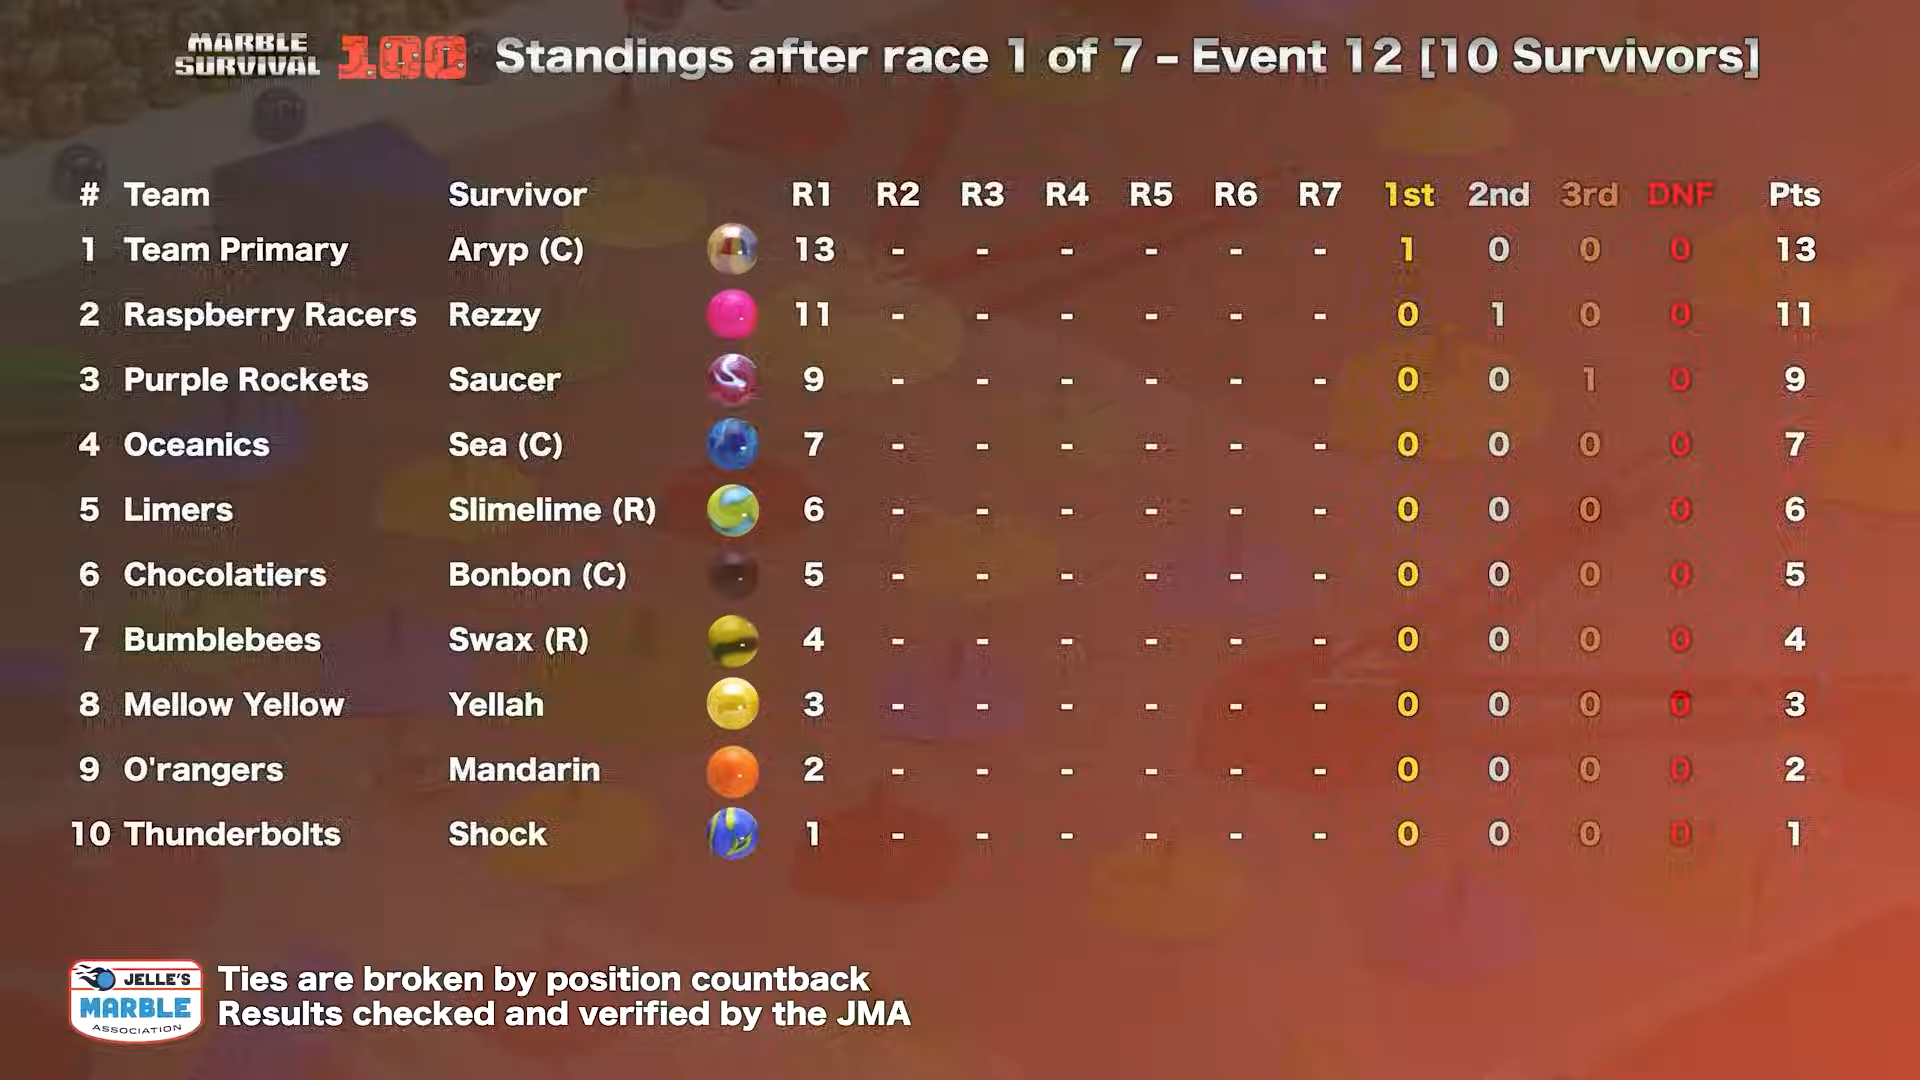 MARBLE SURVIVAL 100 Standings after race 1 of 7 – Event 12 [10 Survivors]
# Team Survivor R1 R2 R3 R4 R5 R6 R7 1st 2nd 3rd DNF Pts
1 Team Primary Aryp (C) 13 - - - - - - 1 0 0 0 13
2 Raspberry Racers Rezzy 11 - - - - - - 0 1 0 0 11
3 Purple Rockets Saucer 9 - - - - - - 0 0 1 0 9
4 Oceanics Sea (C) 7 - - - - - - 0 0 0 0 7
5 Limers Slimelime (R) 6 - - - - - - 0 0 0 0 6
6 Chocolatiers Bonbon (C) 5 - - - - - - 0 0 0 0 5
7 Bumblebees Swax (R) 4 - - - - - - 0 0 0 0 4
8 Mellow Yellow Yellah 3 - - - - - - 0 0 0 0 3
9 O'rangers Mandarin 2 - - - - - - 0 0 0 0 2
10 Thunderbolts Shock 1 - - - - - - 0 0 0 0 1
JELLE'S
MARBLE
ASSOCIATION
Ties are broken by position countback
Results checked and verified by the JMA